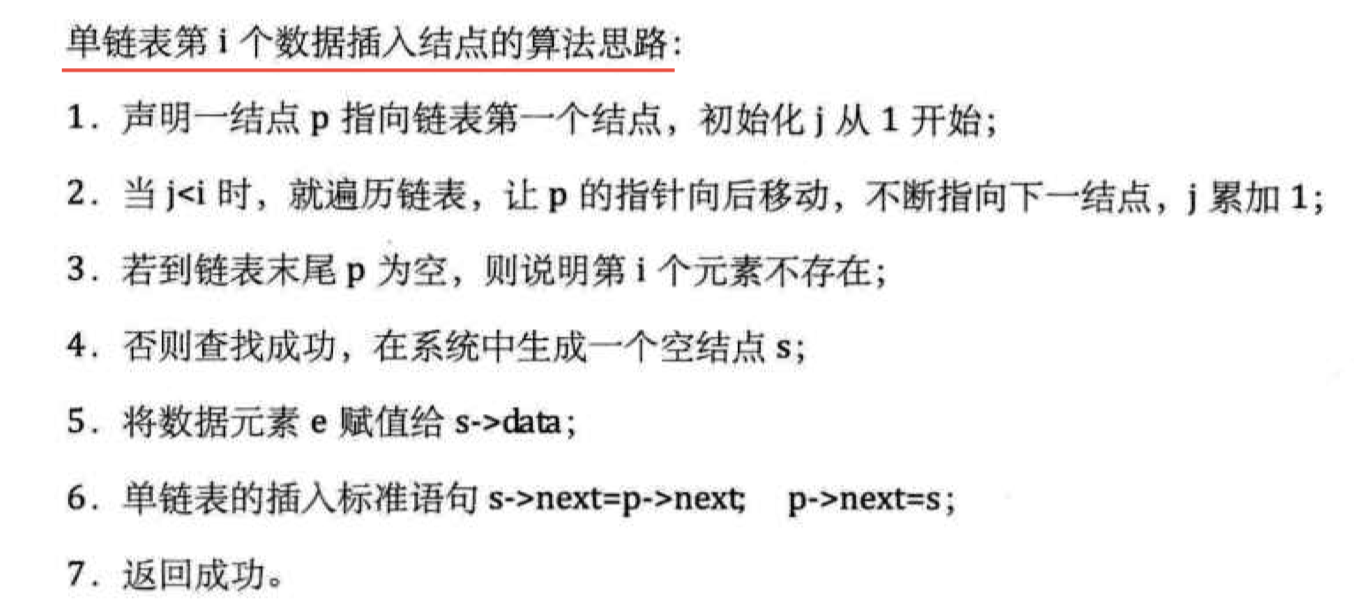 单链表第 i 个数据插入结点的算法思路:
1. 声明一结点 p 指向链表第一个结点，初始化 j 从 1 开始;
2. 当 j<i 时，就遍历链表，让 p 的指针向后移动，不断指向下一结点，j 累加 1;
3. 若到链表末尾 p 为空，则说明第 i 个元素不存在;
4. 否则查找成功，在系统中生成一个空结点 s;
5. 将数据元素 e 赋值给 s->data;
6. 单链表的插入标准语句 s->next=p->next; p->next=s;
7. 返回成功。